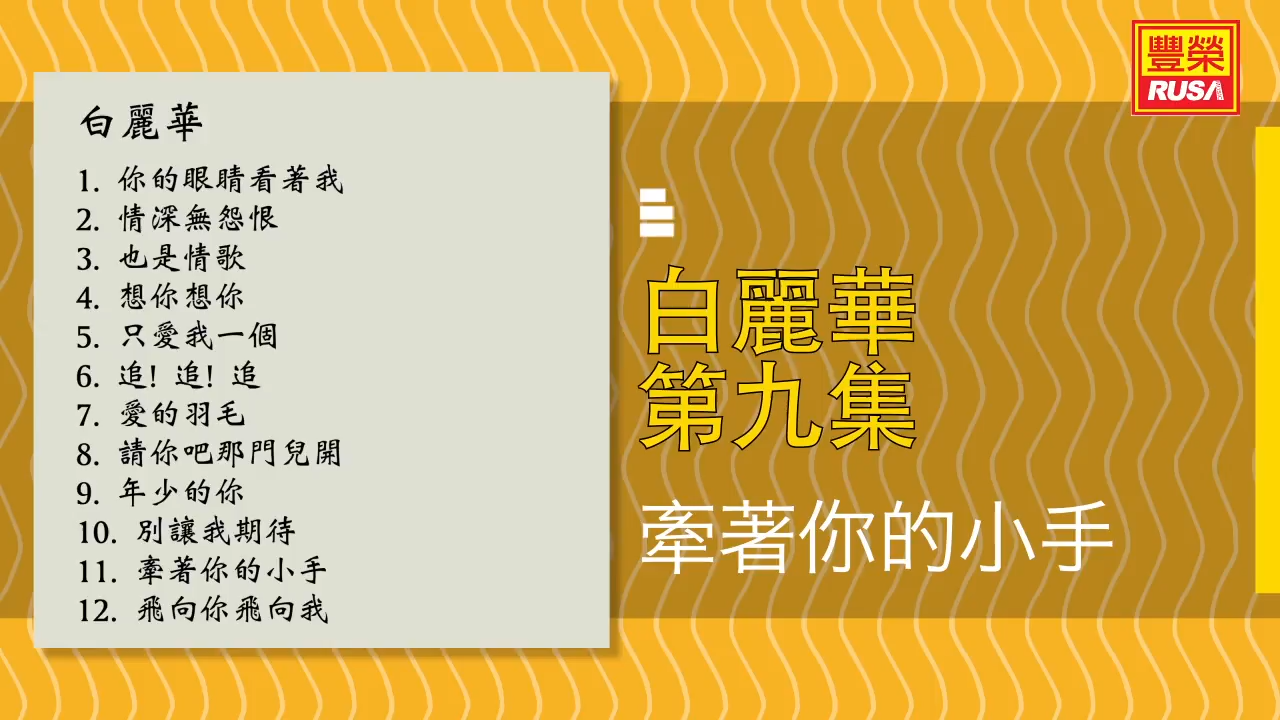 白麗華
1. 你的眼睛看著我
2. 情深無怨恨
3. 也是情歌
4. 想你想你
5. 只愛我一個
6. 追! 追! 追
7. 愛的羽毛
8. 請你吧那門兒開
9. 年少的你
10. 別讓我期待
11. 牽著你的小手
12. 飛向你飛向我
豐榮
RUSA
白麗華
第九集
牽著你的小手